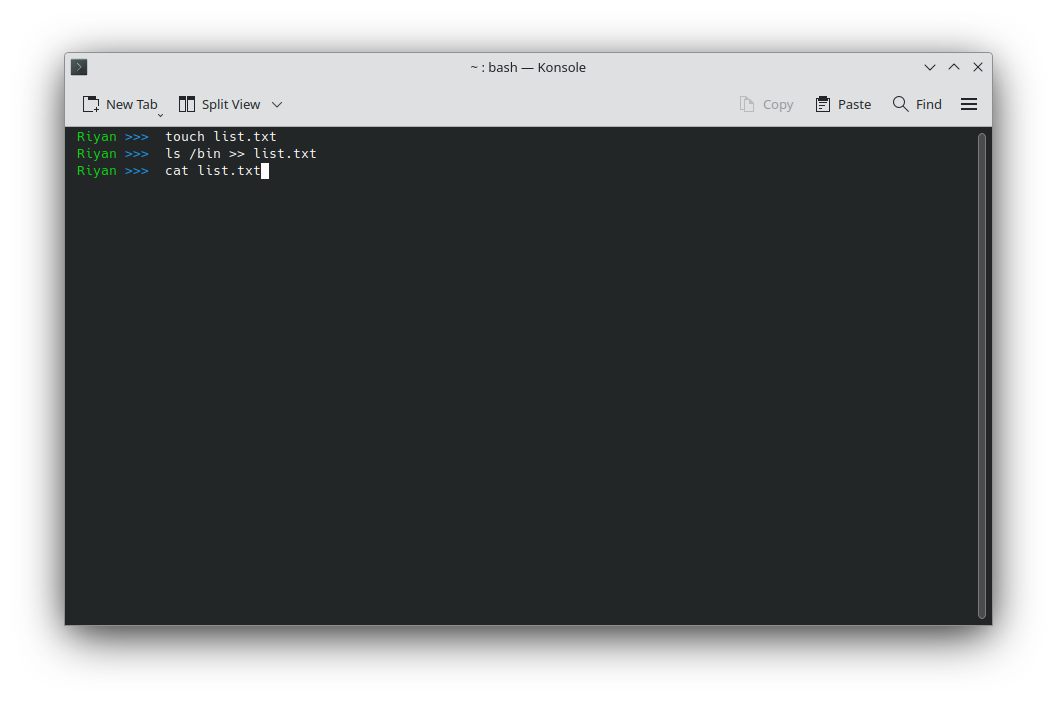 ~ : bash — Konsole
New Tab Split View Copy Paste Find
Riyan >>> touch list.txt
Riyan >>> ls /bin >> list.txt
Riyan >>> cat list.txt